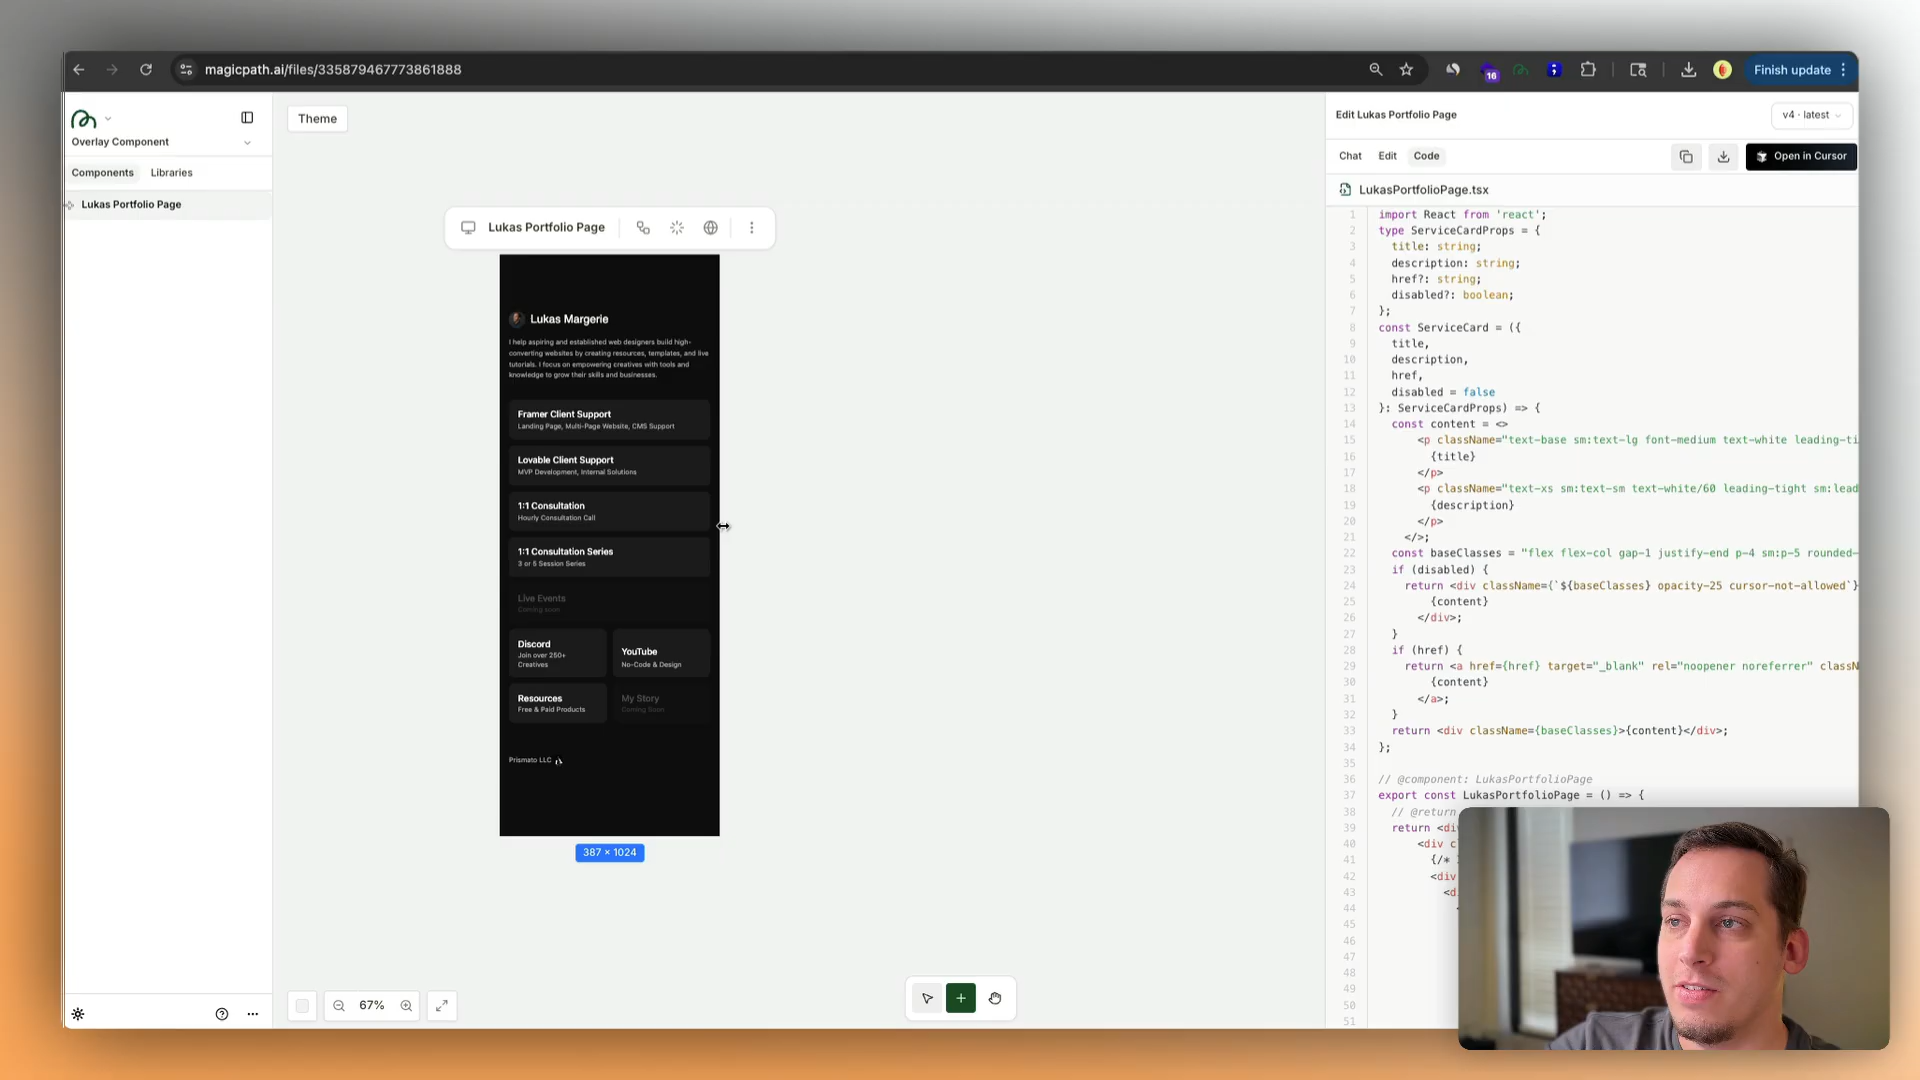 magicpath.ai/files/335879467773861888
16
Finish update
Overlay Component
Components
Libraries
Lukas Portfolio Page
Theme
Lukas Portfolio Page
Lukas Margerie
I help aspiring and established web designers build high-
converting websites by creating resources, templates, and live
tutorials. I focus on empowering creatives with tools and
knowledge to grow their skills and businesses.
Framer Client Support
Landing Page, Multi-Page Website, CMS Support
Lovable Client Support
MVP Development, Internal Solutions
1:1 Consultation
Hourly Consultation Call
1:1 Consultation Series
3 or 5 Session Series
Live Events
Coming soon
Discord
Join over 250+
Creatives
YouTube
No-Code & Design
Resources
Free & Paid Products
My Story
Coming Soon
Prismato LLC
387 × 1024
67%
Edit Lukas Portfolio Page
v4 · latest
Chat
Edit
Code
Open in Cursor
LukasPortfolioPage.tsx
1 import React from 'react';
2 type ServiceCardProps = {
3 title: string;
4 description: string;
5 href?: string;
6 disabled?: boolean;
7 };
8 const ServiceCard = ({
9 title,
10 description,
11 href,
12 disabled = false
13 }: ServiceCardProps) => {
14 const content = <>
15 <p className="text-base sm:text-lg font-medium text-white leading-ti
16 {title}
17 </p>
18 <p className="text-xs sm:text-sm text-white/60 leading-tight sm:lead
19 {description}
20 </p>
21 </>;
22 const baseClasses = "flex flex-col gap-1 justify-end p-4 sm:p-5 rounded-
23 if (disabled) {
24 return <div className={`${baseClasses} opacity-25 cursor-not-allowed`}
25 {content}
26 </div>;
27 }
28 if (href) {
29 return <a href={href} target="_blank" rel="noopener noreferrer" classN
30 {content}
31 </a>;
32 }
33 return <div className={baseClasses}>{content}</div>;
34 };
35
36 // @component: LukasPortfolioPage
37 export const LukasPortfolioPage = () => {
38 // @return
39 return <di
40 <div c
41 {/*
42 <div
43 <d
44 <
45
46
47
48
49
50
51